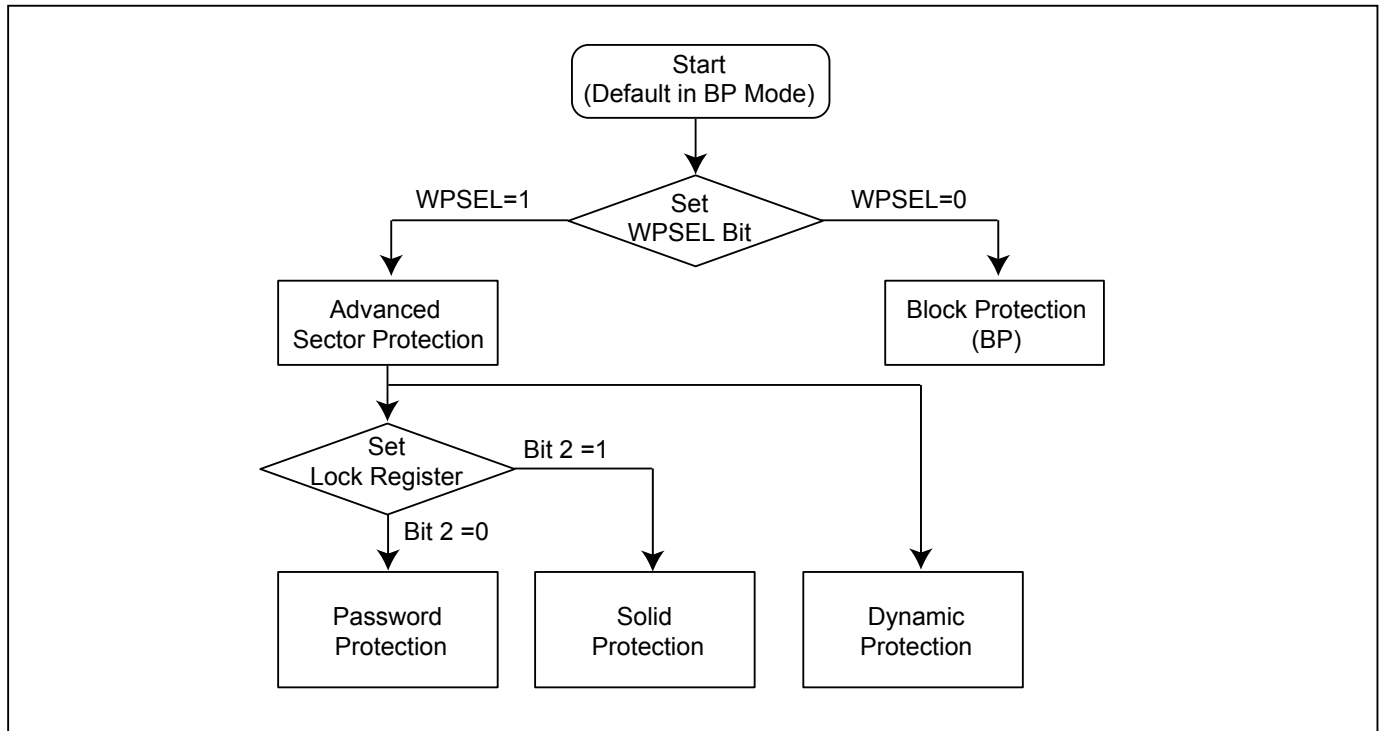 Start
(Default in BP Mode)
WPSEL=1
Set
WPSEL Bit
WPSEL=0
Advanced
Sector Protection
Block Protection
(BP)
Set
Lock Register
Bit 2 =1
Bit 2 =0
Password
Protection
Solid
Protection
Dynamic
Protection